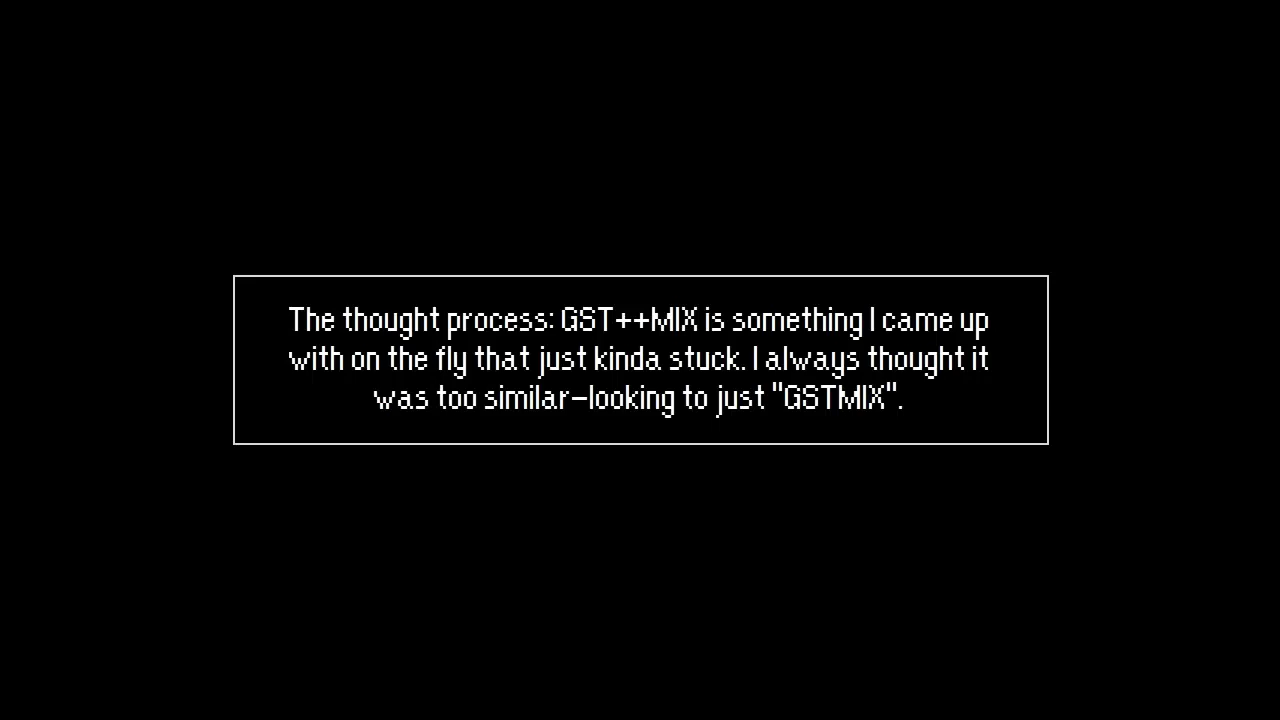 The thought process: GST++MIX is something I came up
with on the fly that just kinda stuck. I always thought it
was too similar-looking to just "GSTMIX".